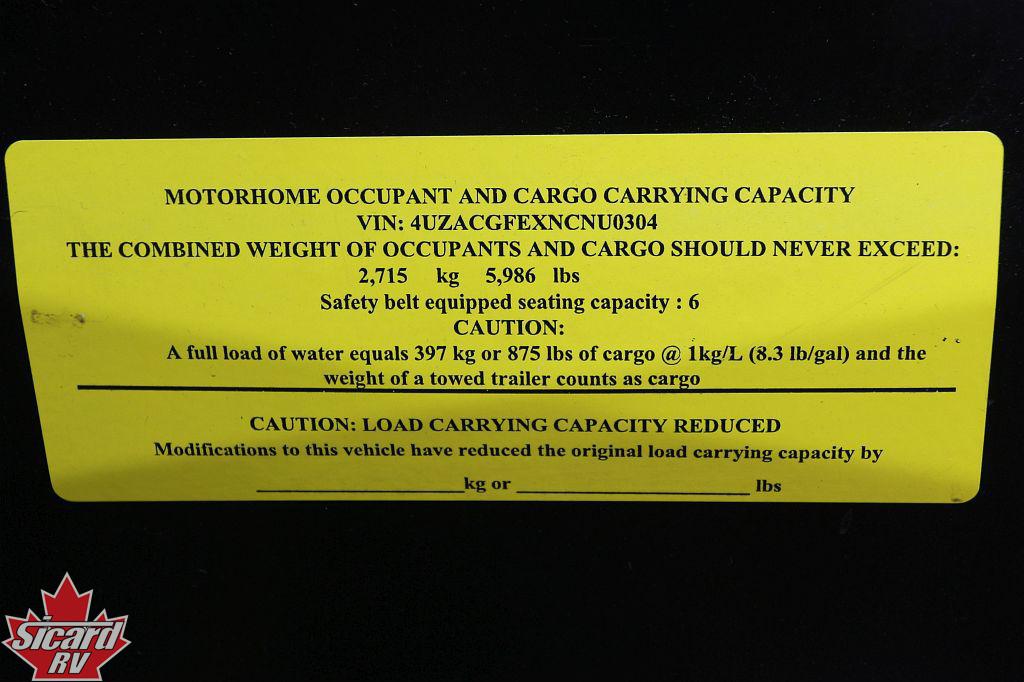 MOTORHOME OCCUPANT AND CARGO CARRYING CAPACITY
VIN: 4UZACGFEXNCNU0304
THE COMBINED WEIGHT OF OCCUPANTS AND CARGO SHOULD NEVER EXCEED:
2,715 kg 5,986 lbs
Safety belt equipped seating capacity : 6
CAUTION:
A full load of water equals 397 kg or 875 lbs of cargo @ 1kg/L (8.3 lb/gal) and the
weight of a towed trailer counts as cargo
CAUTION: LOAD CARRYING CAPACITY REDUCED
Modifications to this vehicle have reduced the original load carrying capacity by
____________________kg or ______________________ lbs
Sicard
RV